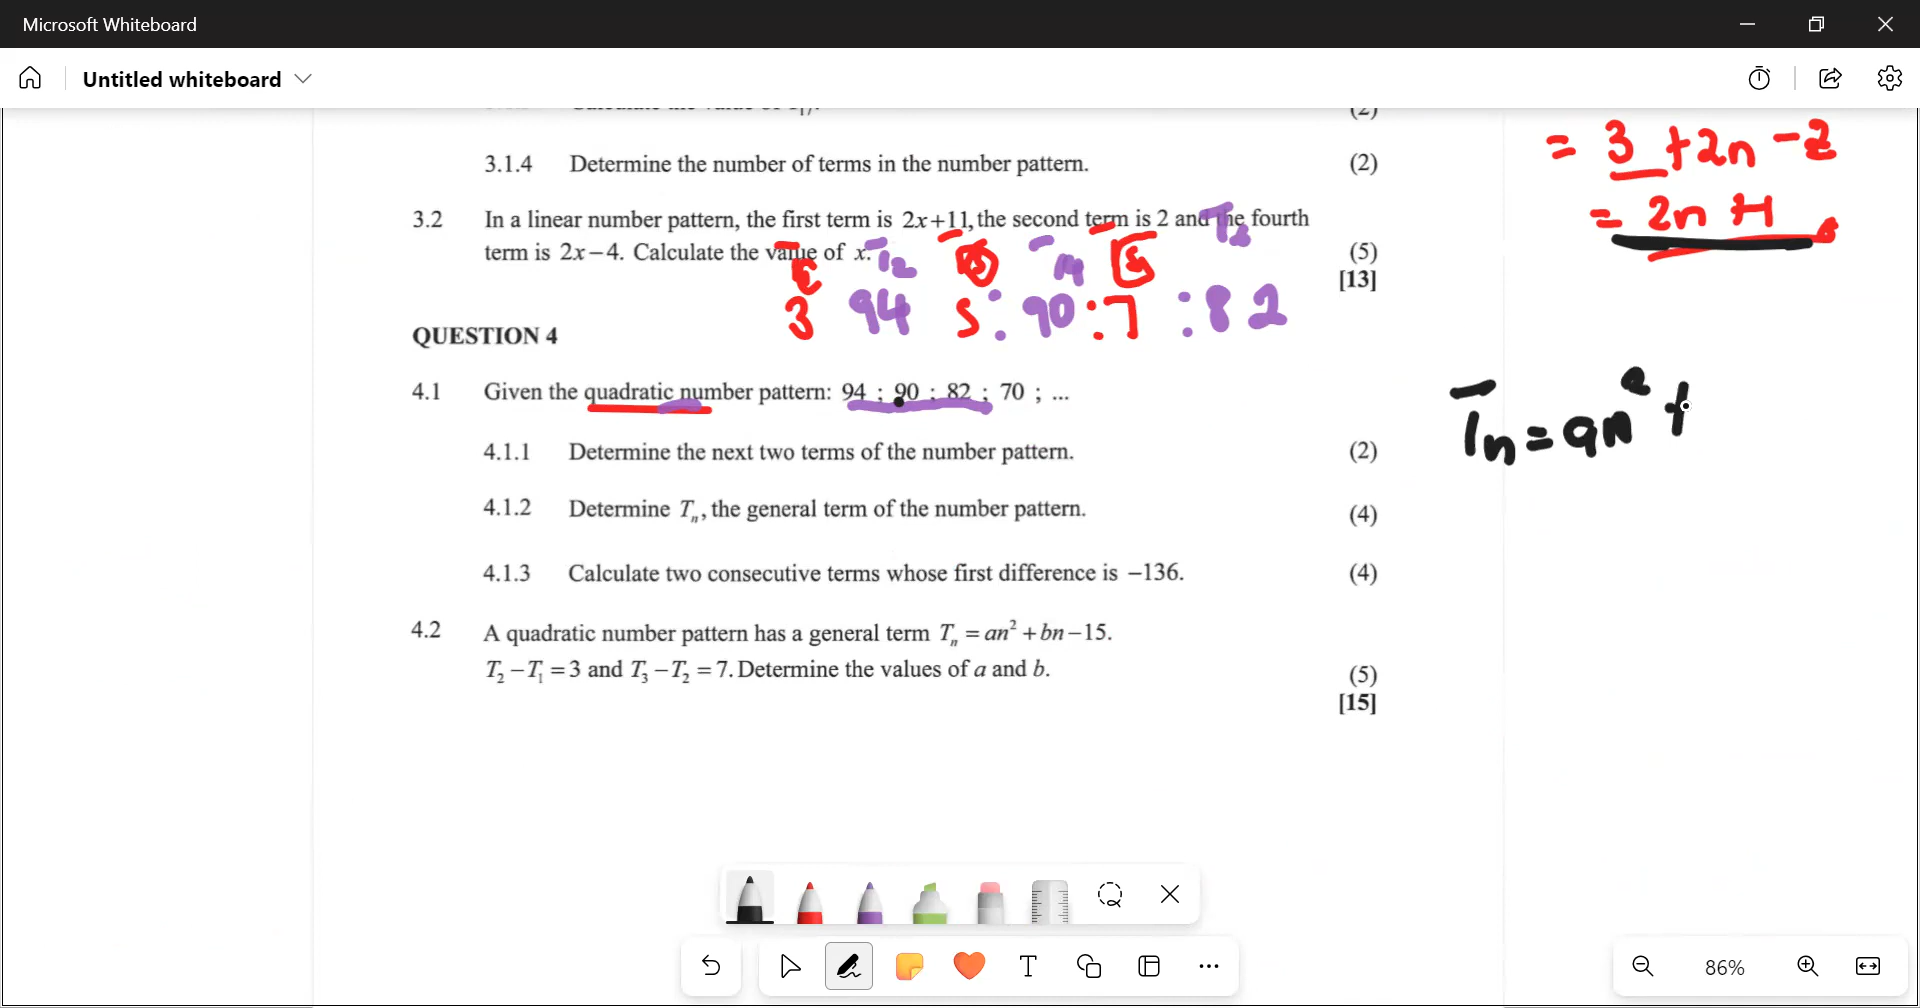 Microsoft Whiteboard
Untitled whiteboard
(2)
3.1.4 Determine the number of terms in the number pattern. (2)
3.2 In a linear number pattern, the first term is 2x+11, the second term is 2 and the fourth
term is 2x−4. Calculate the value of x. (5)
[13]
3 94 5 : 90 : 7 : 82
QUESTION 4
4.1 Given the quadratic number pattern: 94 ; 90 ; 82 ; 70 ; ...
4.1.1 Determine the next two terms of the number pattern. (2)
4.1.2 Determine Tₙ, the general term of the number pattern. (4)
4.1.3 Calculate two consecutive terms whose first difference is −136. (4)
4.2 A quadratic number pattern has a general term Tₙ = an² + bn − 15.
T₂ − T₁ = 3 and T₃ − T₂ = 7. Determine the values of a and b. (5)
[15]
= 3 + 2n − 2
= 2n + 1
Tₙ = an² +
86%